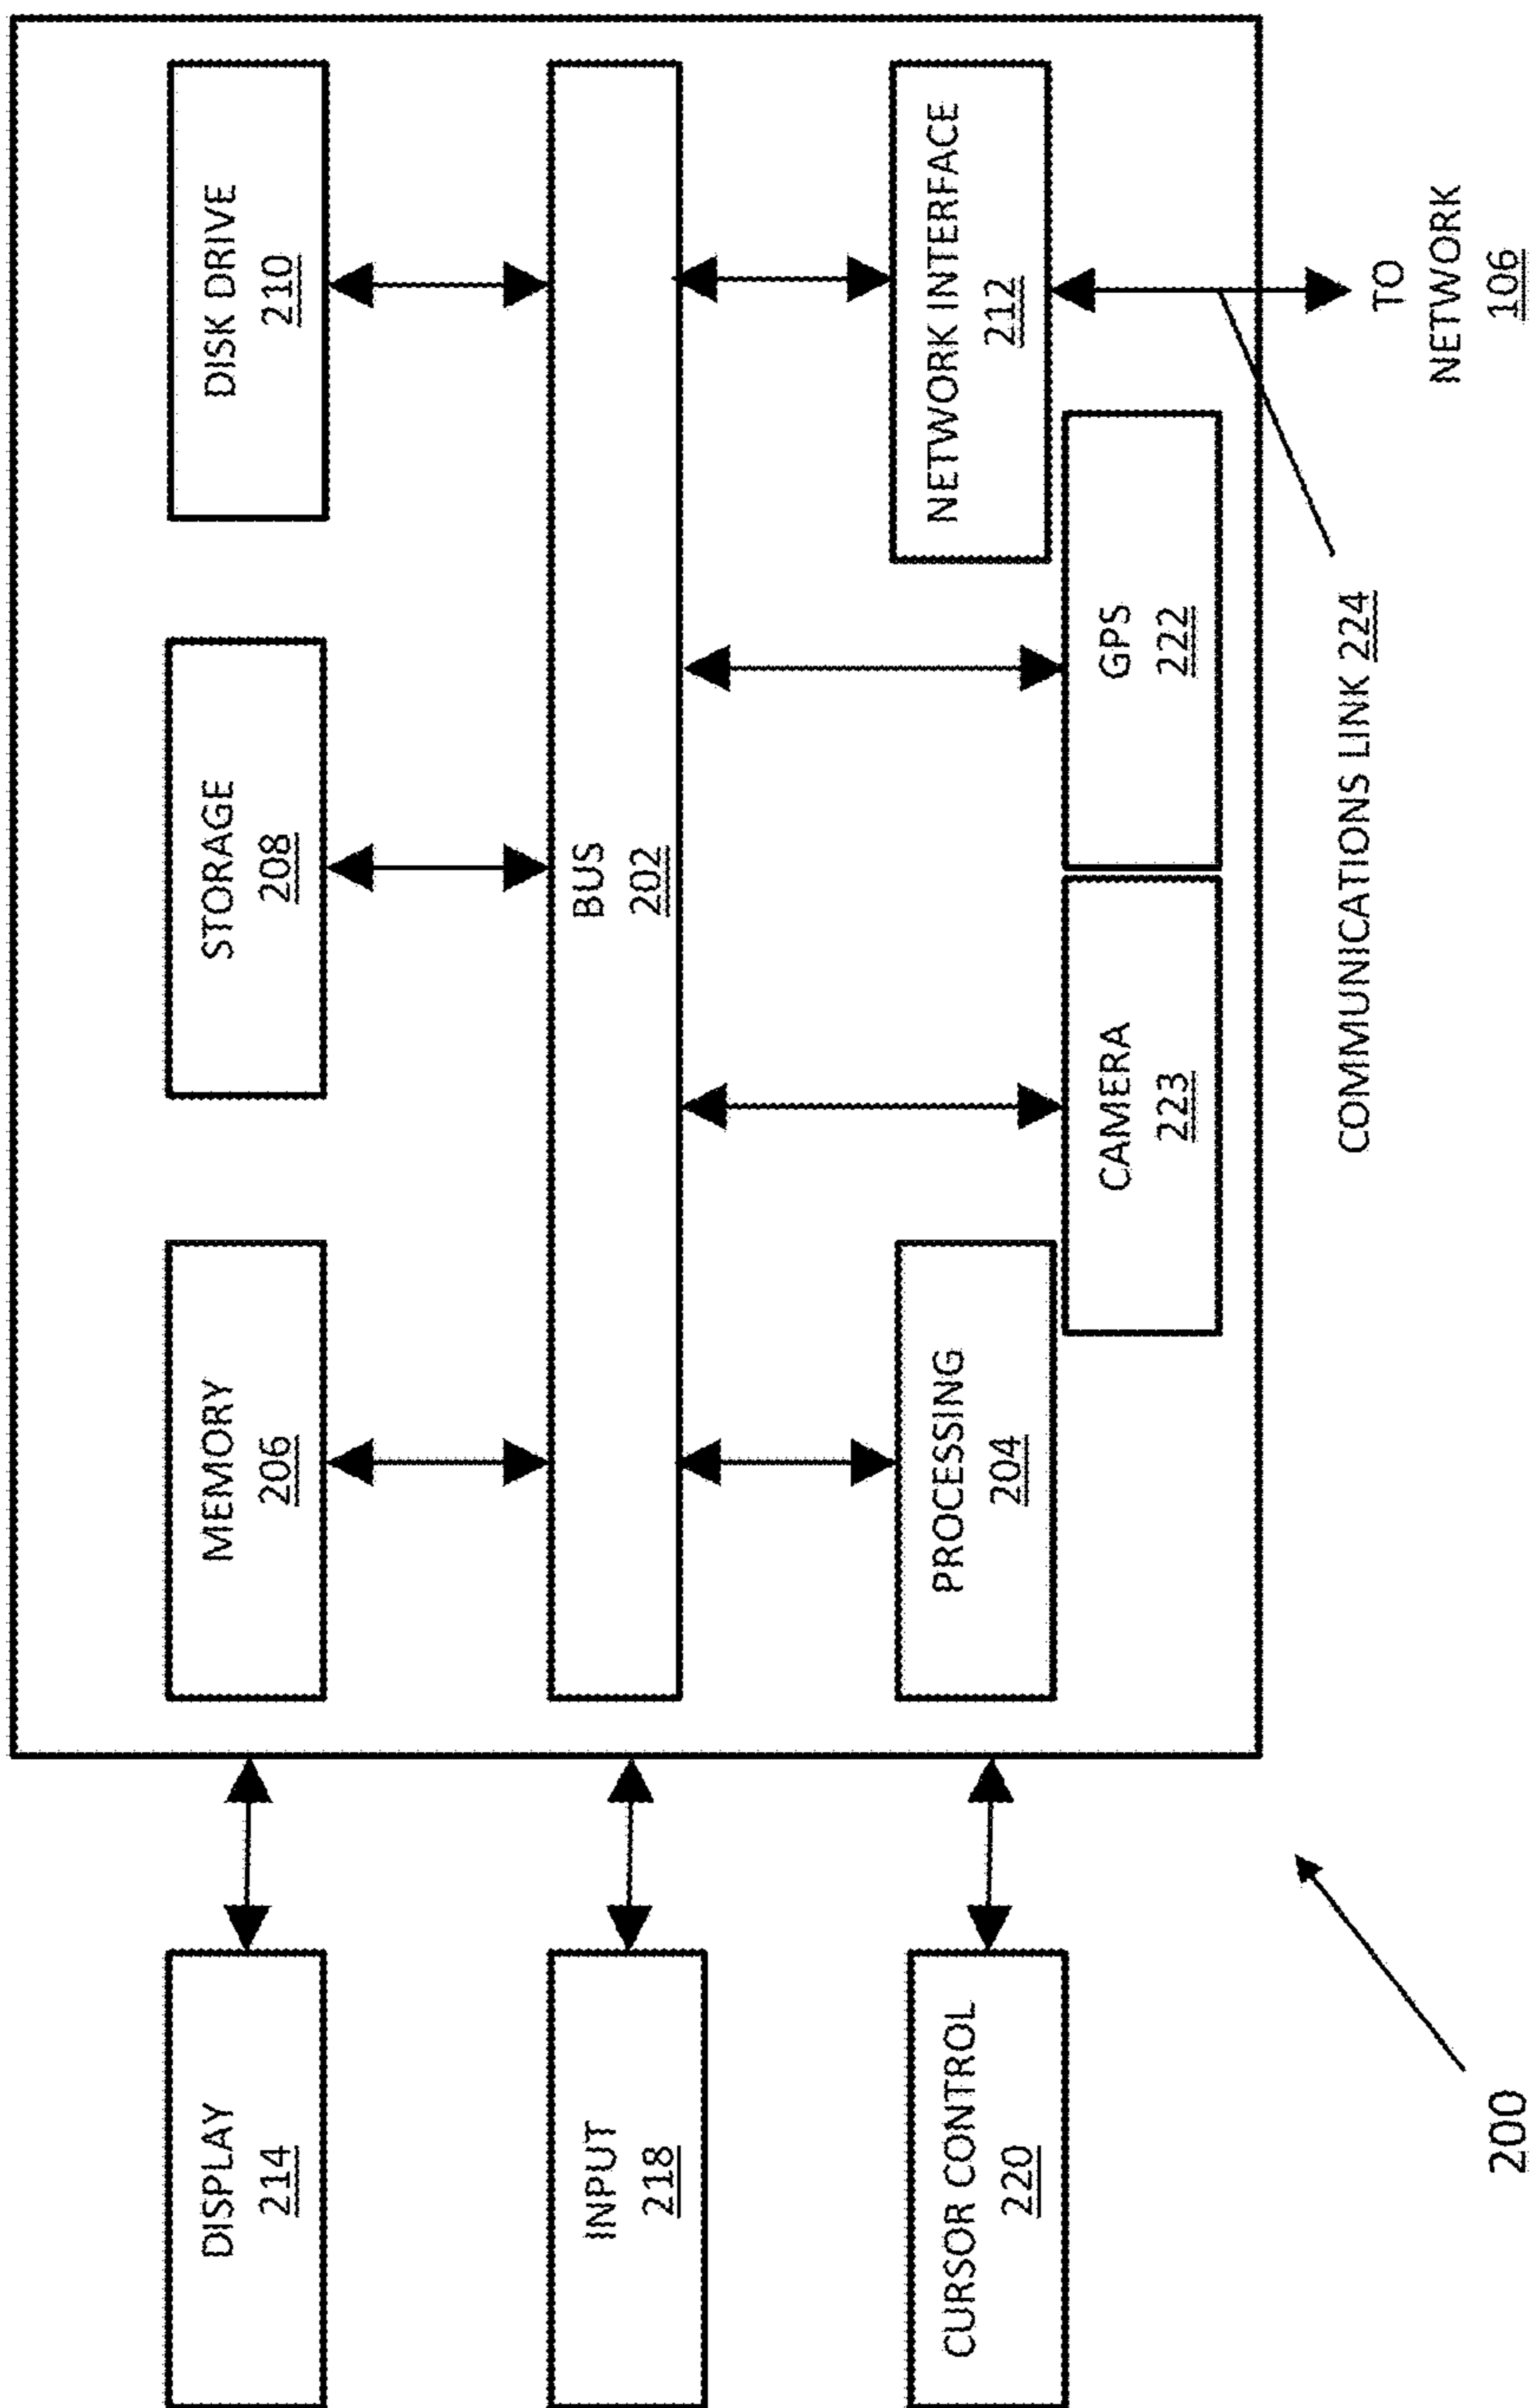 DISPLAY
214
INPUT
218
CURSOR CONTROL
220
MEMORY
206
STORAGE
208
DISK DRIVE
210
BUS
202
PROCESSING
204
CAMERA
223
GPS
222
NETWORK INTERFACE
212
COMMUNICATIONS LINK 224
TO
NETWORK
106
200